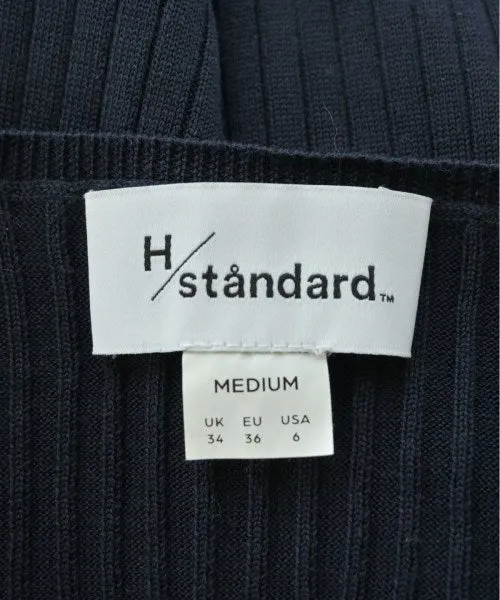 H/
ståndard™
MEDIUM
UK EU USA
34 36 6